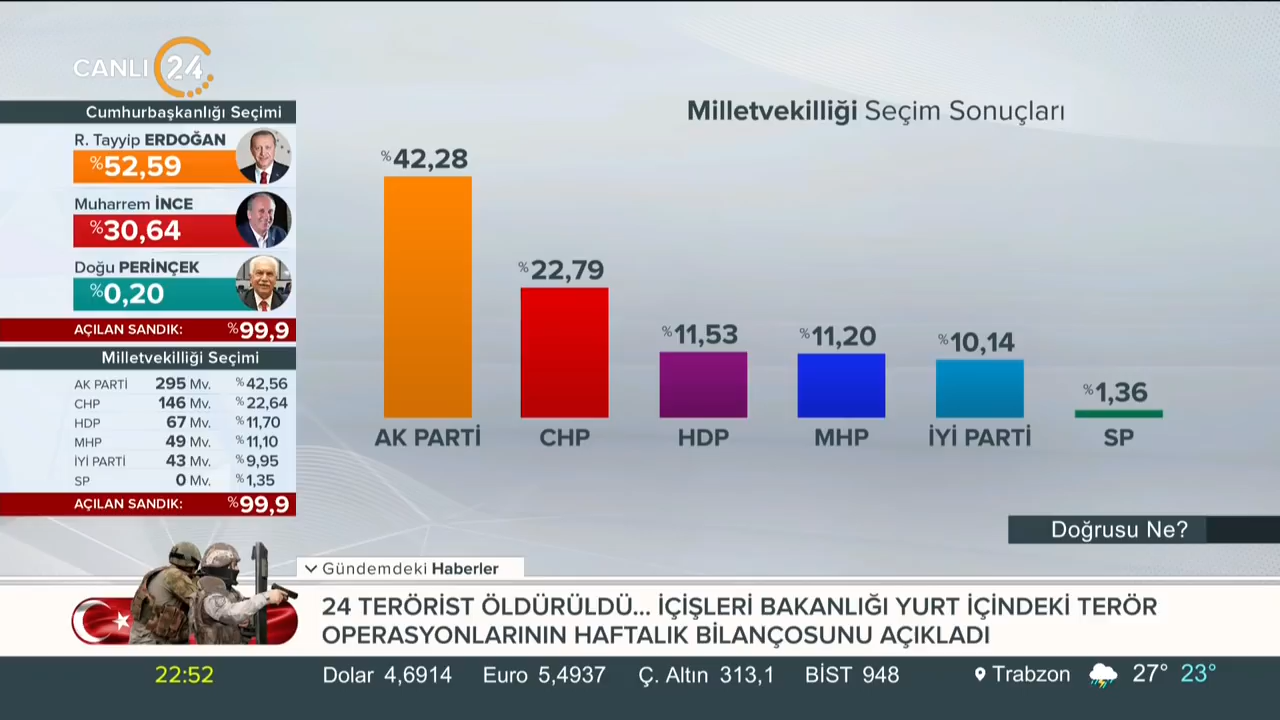 CANLI 24
Cumhurbaşkanlığı Seçimi
R. Tayyip ERDOĞAN
%52,59
Muharrem İNCE
%30,64
Doğu PERİNÇEK
%0,20
AÇILAN SANDIK: %99,9
Milletvekilliği Seçimi
AK PARTİ 295 Mv. %42,56
CHP 146 Mv. %22,64
HDP 67 Mv. %11,70
MHP 49 Mv. %11,10
İYİ PARTİ 43 Mv. %9,95
SP 0 Mv. %1,35
AÇILAN SANDIK: %99,9
Milletvekilliği Seçim Sonuçları
%42,28
%22,79
%11,53
%11,20
%10,14
%1,36
AK PARTİ CHP HDP MHP İYİ PARTİ SP
Doğrusu Ne?
Gündemdeki Haberler
24 TERÖRİST ÖLDÜRÜLDÜ... İÇİŞLERİ BAKANLIĞI YURT İÇİNDEKİ TERÖR
OPERASYONLARININ HAFTALIK BİLANÇOSUNU AÇIKLADI
22:52 Dolar 4,6914 Euro 5,4937 Ç. Altın 313,1 BİST 948 Trabzon 27° 23°